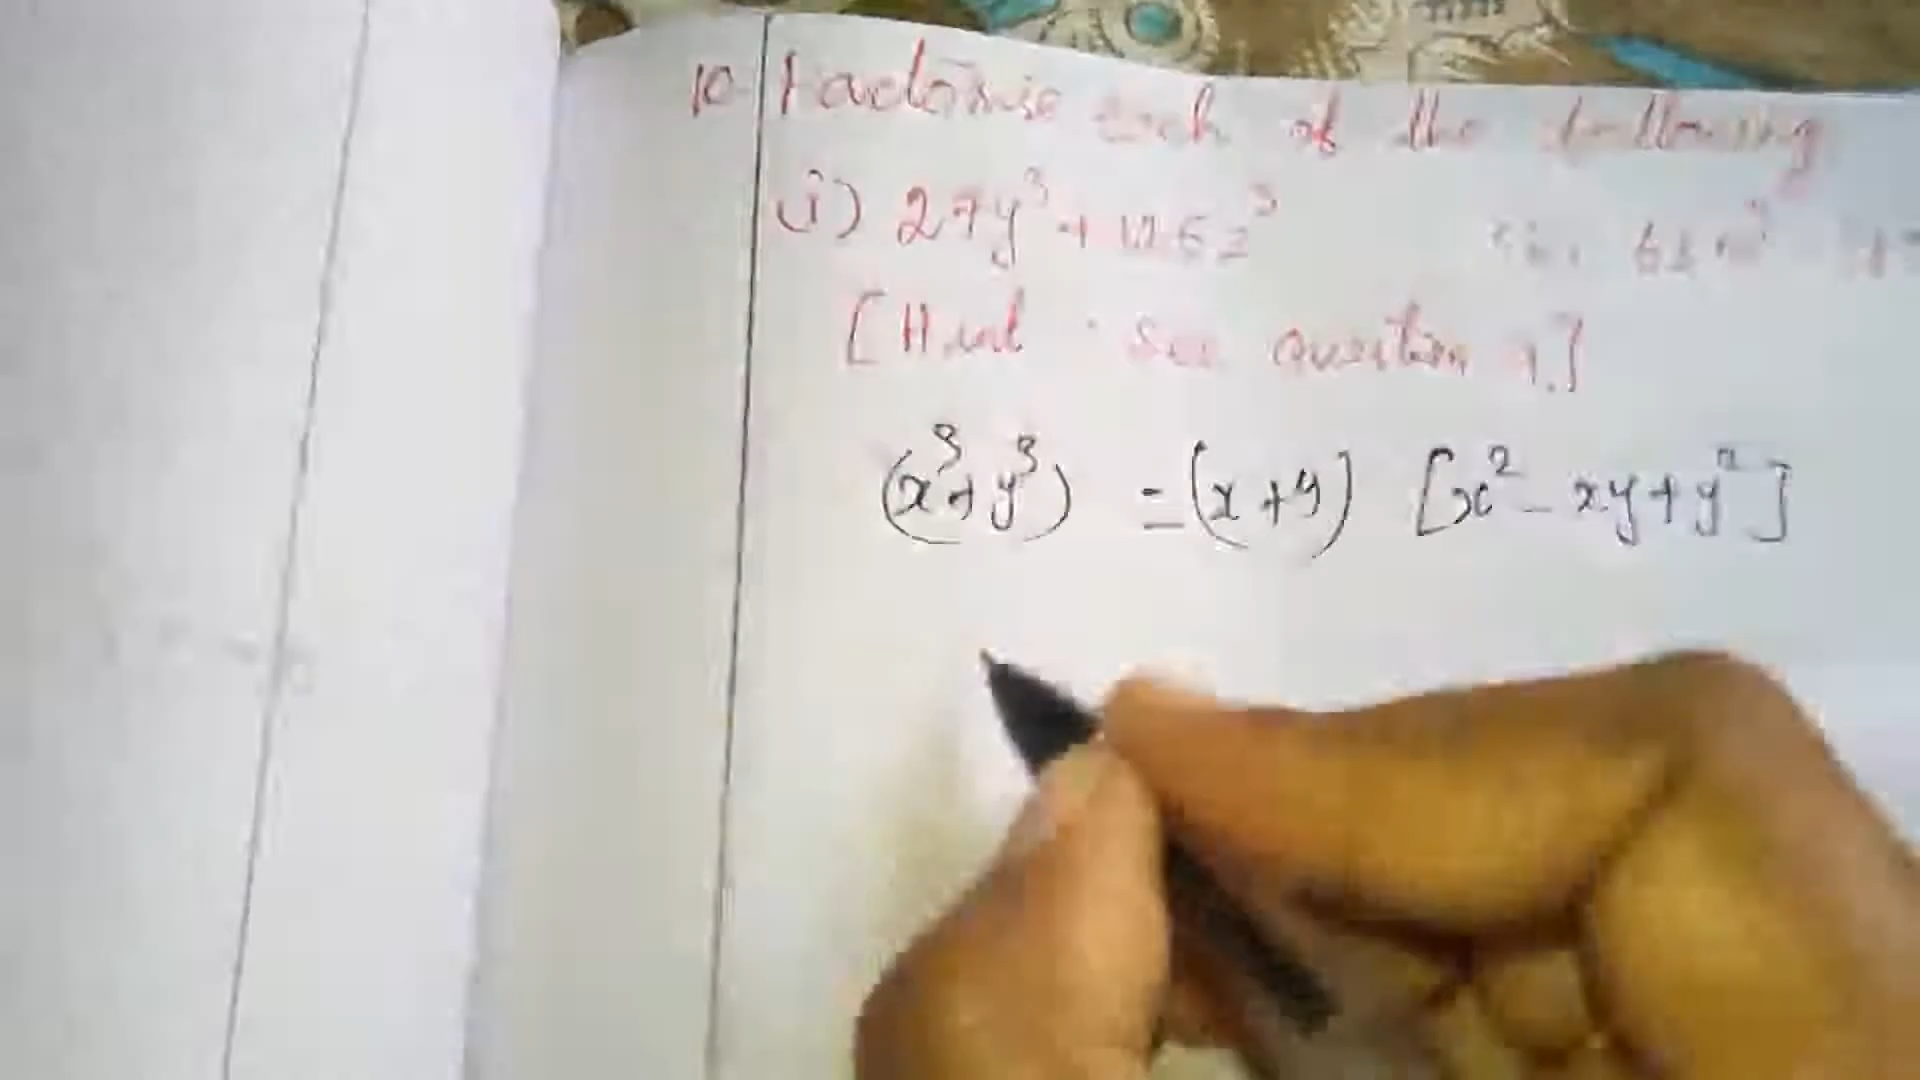 10 Factorise each of the following
(i) 27y³ + 125z³
[Hint : See question 9.]
(x³+y³) = (x+y) [x² - xy + y²]